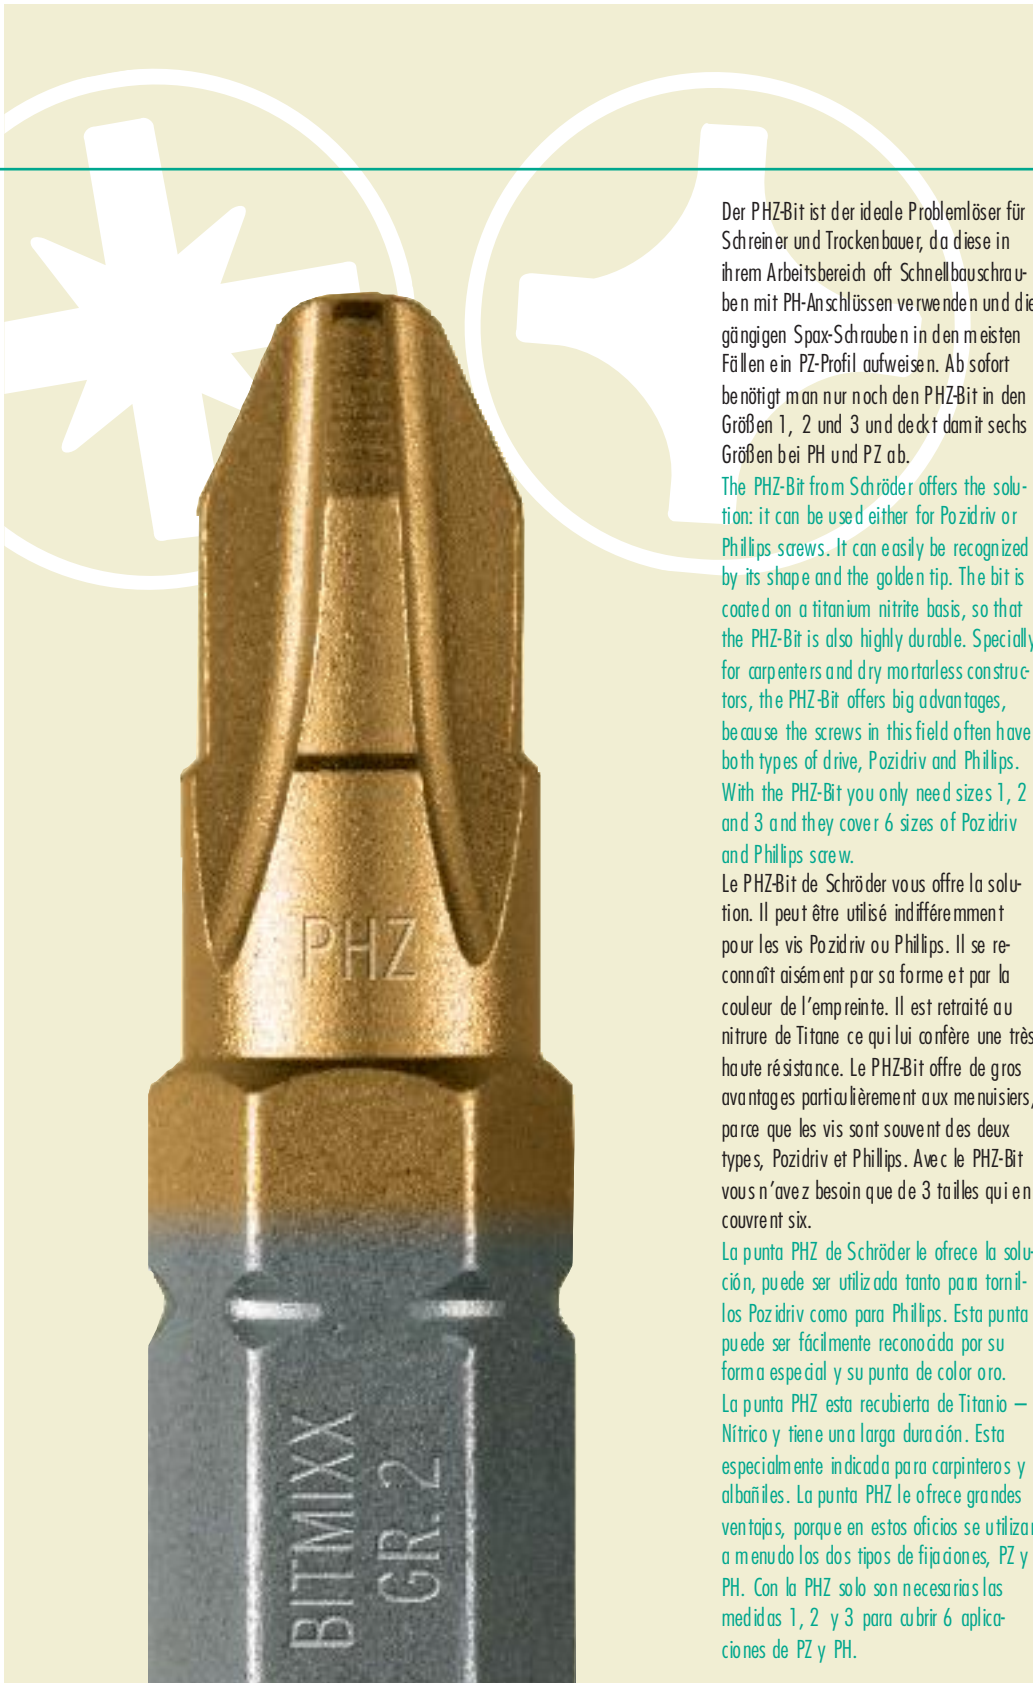 Der PHZ-Bit ist der ideale Problemlöser für
Schreiner und Trockenbauer, da diese in
ihrem Arbeitsbereich oft Schnellbauschrau-
ben mit PH-Anschlüssen verwenden und die
gängigen Spax-Schrauben in den meisten
Fällen ein PZ-Profil aufweisen. Ab sofort
benötigt man nur noch den PHZ-Bit in den
Größen 1, 2 und 3 und deckt damit sechs
Größen bei PH und PZ ab.
The PHZ-Bit from Schröder offers the solu-
tion: it can be used either for Pozidriv or
Phillips screws. It can easily be recognized
by its shape and the golden tip. The bit is
coated on a titanium nitrite basis, so that
the PHZ-Bit is also highly durable. Specially
for carpenters and dry mortarless construc-
tors, the PHZ-Bit offers big advantages,
because the screws in this field often have
both types of drive, Pozidriv and Phillips.
With the PHZ-Bit you only need sizes 1, 2
and 3 and they cover 6 sizes of Pozidriv
and Phillips screw.
Le PHZ-Bit de Schröder vous offre la solu-
tion. Il peut être utilisé indifféremment
pour les vis Pozidriv ou Phillips. Il se re-
connaît aisément par sa forme et par la
couleur de l'empreinte. Il est retraité au
nitrure de Titane ce qui lui confère une très
haute résistance. Le PHZ-Bit offre de gros
avantages particulièrement aux menuisiers,
parce que les vis sont souvent des deux
types, Pozidriv et Phillips. Avec le PHZ-Bit
vous n'avez besoin que de 3 tailles qui en
couvrent six.
La punta PHZ de Schröder le ofrece la solu-
ción, puede ser utilizada tanto para tornil-
los Pozidriv como para Phillips. Esta punta
puede ser fácilmente reconocida por su
forma especial y su punta de color oro.
La punta PHZ esta recubierta de Titanio –
Nítrico y tiene una larga duración. Esta
especialmente indicada para carpinteros y
albañiles. La punta PHZ le ofrece grandes
ventajas, porque en estos oficios se utilizan
a menudo los dos tipos de fijaciones, PZ y
PH. Con la PHZ solo son necesarias las
medidas 1, 2 y 3 para cubrir 6 aplica-
ciones de PZ y PH.
PHZ
BITMIXX
GR. 2